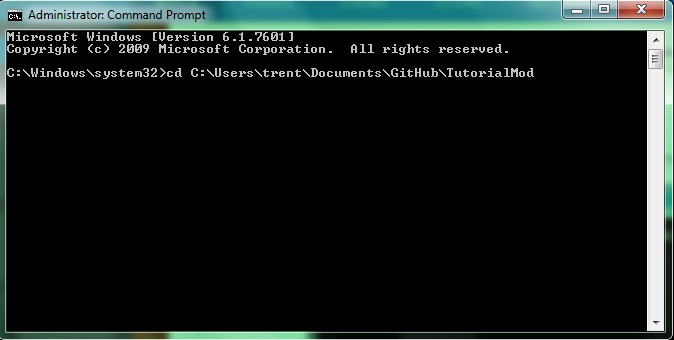 Administrator: Command Prompt
Microsoft Windows [Version 6.1.7601]
Copyright (c) 2009 Microsoft Corporation.  All rights reserved.
C:\Windows\system32>cd C:\Users\trent\Documents\GitHub\TutorialMod